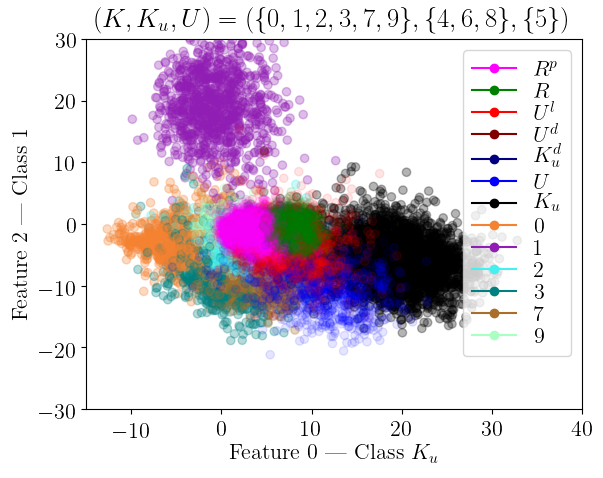 (K, K_u, U) = ({0, 1, 2, 3, 7, 9}, {4, 6, 8}, {5})
30
20
10
0
−10
−20
−30
Feature 2 — Class 1
R^p
R
U^l
U^d
K_u^d
U
K_u
0
1
2
3
7
9
−10
0
10
20
30
40
Feature 0 — Class K_u